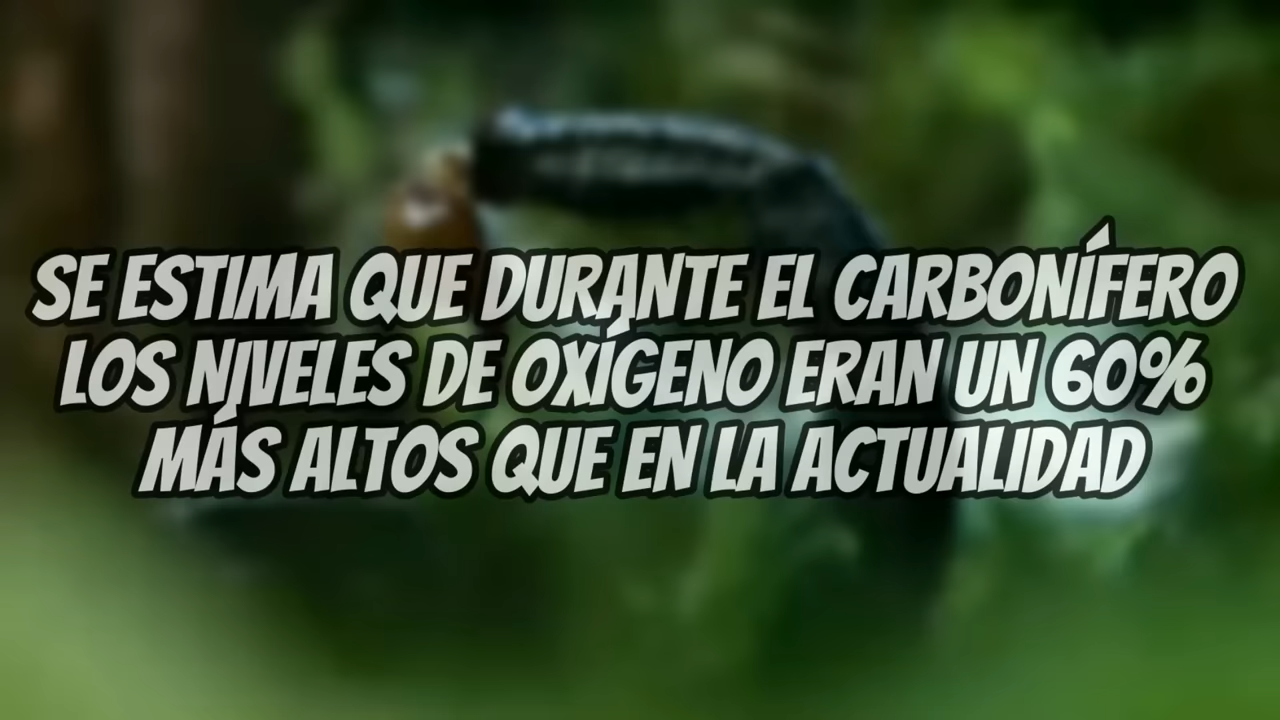 SE ESTIMA QUE DURANTE EL CARBONÍFERO
LOS NIVELES DE OXÍGENO ERAN UN 60%
MÁS ALTOS QUE EN LA ACTUALIDAD